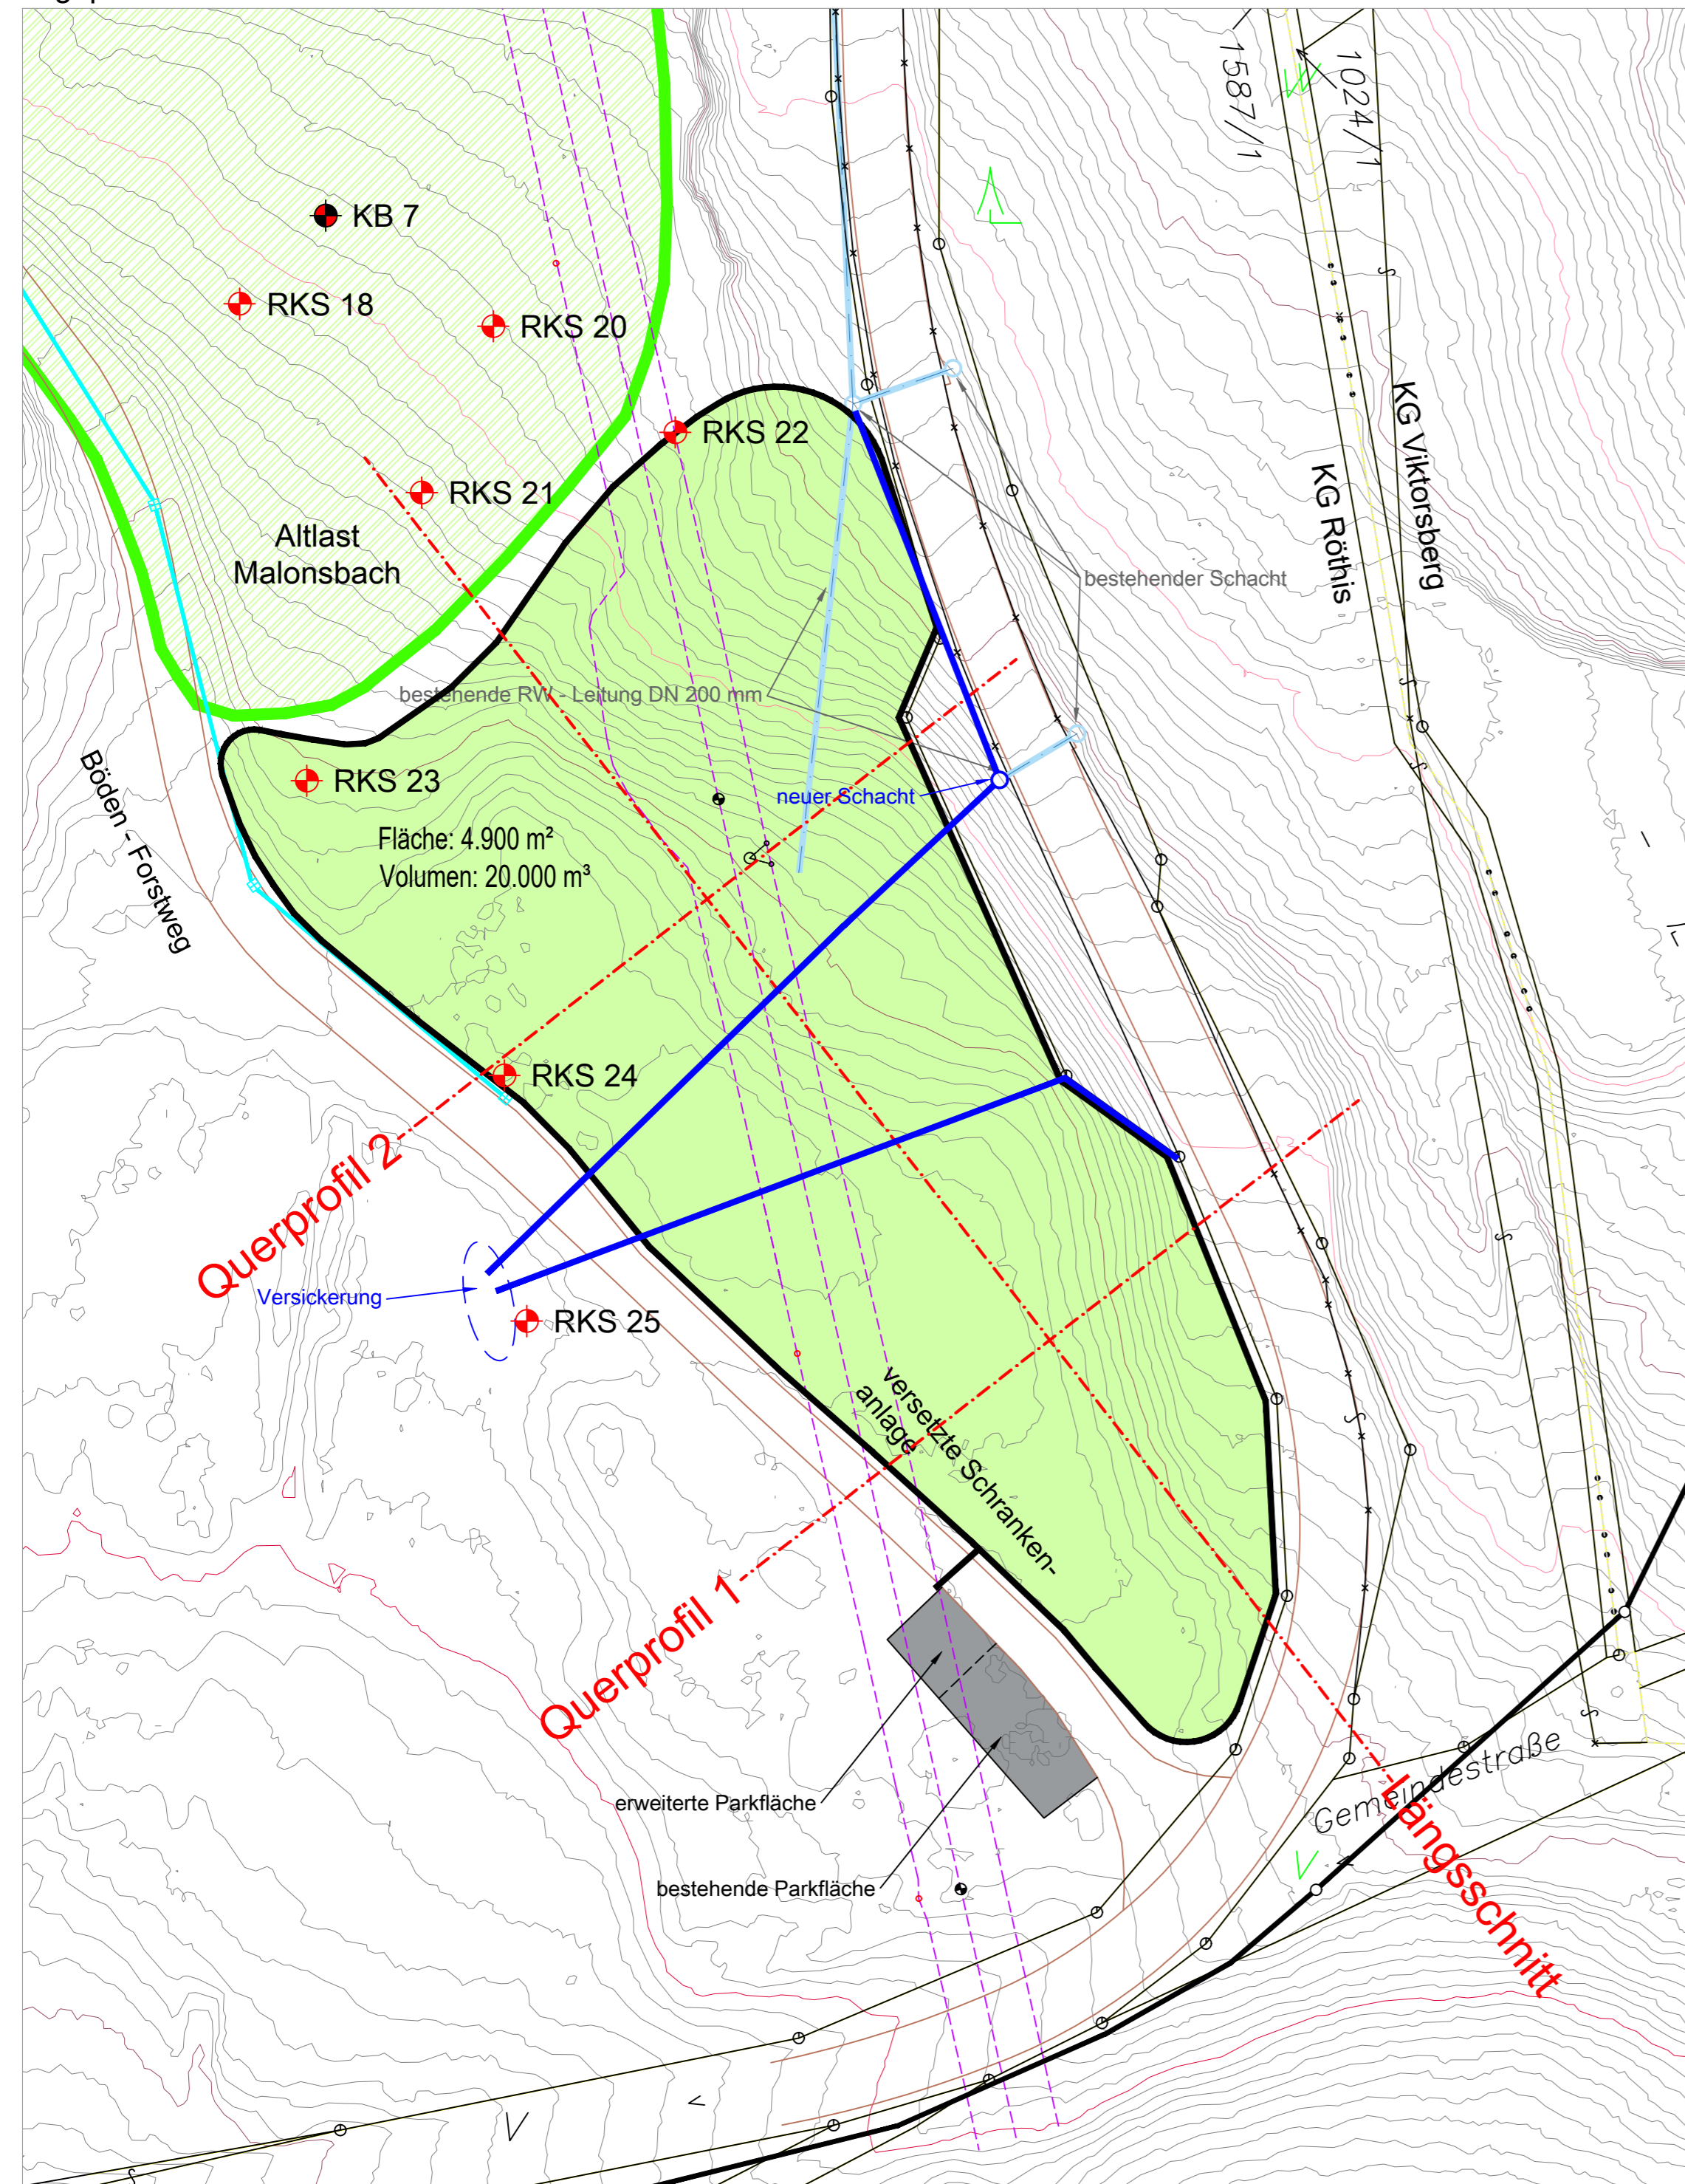 1587/1
1024/1
KB 7
RKS 18
RKS 20
RKS 22
RKS 21
Altlast
Malonsbach
KG Viktorsberg
KG Röthis
bestehender Schacht
bestehende RW - Leitung DN 200 mm
RKS 23
neuer Schacht
Böden - Forstweg
Fläche: 4.900 m²
Volumen: 20.000 m³
RKS 24
Querprofil 2
Versickerung
RKS 25
versetzte Schranken-
anlage
Querprofil 1
erweiterte Parkfläche
bestehende Parkfläche
Gemeindestraße
Längsschnitt